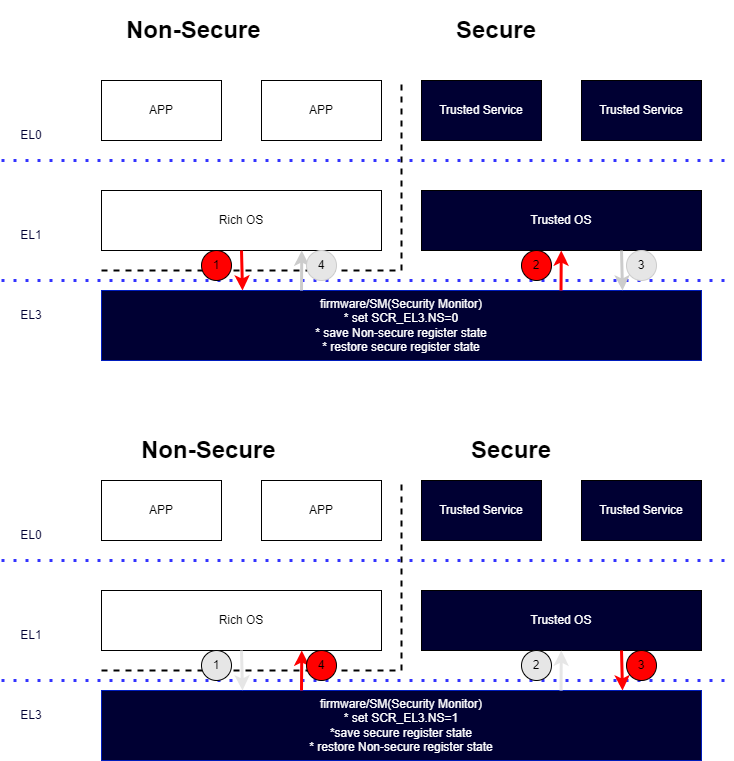 Non-Secure Secure
APP APP Trusted Service Trusted Service
EL0
Rich OS Trusted OS
EL1
1 4 2 3
EL3
firmware/SM(Security Monitor)
* set SCR_EL3.NS=0
* save Non-secure register state
* restore secure register state
Non-Secure Secure
APP APP Trusted Service Trusted Service
EL0
Rich OS Trusted OS
EL1
1 4 2 3
EL3
firmware/SM(Security Monitor)
* set SCR_EL3.NS=1
*save secure register state
* restore Non-secure register state